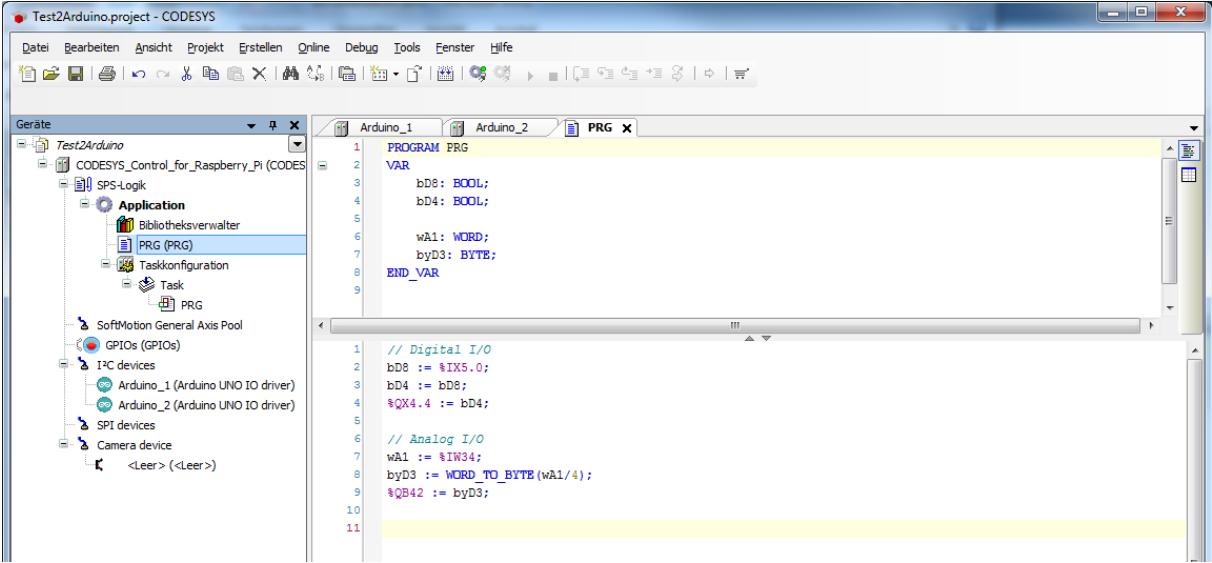 Test2Arduino.project - CODESYS
Datei Bearbeiten Ansicht Projekt Erstellen Online Debug Tools Fenster Hilfe
Geräte
Test2Arduino
CODESYS_Control_for_Raspberry_Pi (CODES
SPS-Logik
Application
Bibliotheksverwalter
PRG (PRG)
Taskkonfiguration
Task
PRG
SoftMotion General Axis Pool
GPIOs (GPIOs)
I²C devices
Arduino_1 (Arduino UNO IO driver)
Arduino_2 (Arduino UNO IO driver)
SPI devices
Camera device
<Leer> (<Leer>)
Arduino_1 Arduino_2 PRG
1 PROGRAM PRG
2 VAR
3 bD8: BOOL;
4 bD4: BOOL;
5
6 wA1: WORD;
7 byD3: BYTE;
8 END_VAR
9
1 // Digital I/O
2 bD8 := %IX5.0;
3 bD4 := bD8;
4 %QX4.4 := bD4;
5
6 // Analog I/O
7 wA1 := %IW34;
8 byD3 := WORD_TO_BYTE(wA1/4);
9 %QB42 := byD3;
10
11